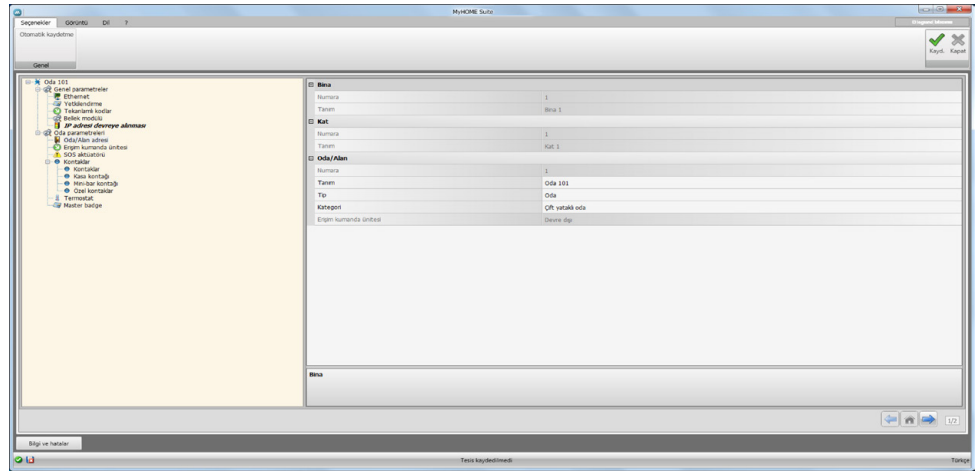 MyHOME Suite
Seçenekler Görüntü Dil ?
Otomatik kaydetme
Kayd. Kapat
Genel
Oda 101
Genel parametreler
Ethernet
Yetkilendirme
Tekrarlamlı kodlar
Bellek modülü
IP adresi devreye alınması
Oda parametreleri
Oda/Alan adresi
Erişim kumanda ünitesi
SOS aktüatörü
Kontaklar
Kontaklar
Kasa kontağı
Mini-bar kontağı
Özel kontaklar
Termostat
Master badge
Bina
Numara 1
Tanım Bina 1
Kat
Numara 1
Tanım Kat 1
Oda/Alan
Numara 1
Tanım Oda 101
Tip Oda
Kategori Çift yataklı oda
Erişim kumanda ünitesi Devre dışı
Bina
1/2
Bilgi ve hatalar
Tesis kaydedilmedi Türkçe